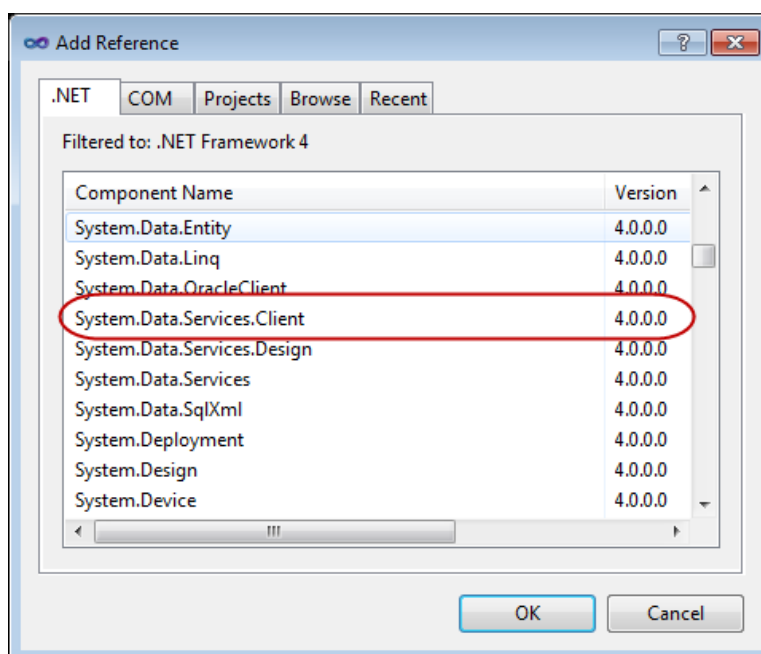 Add Reference
.NET COM Projects Browse Recent
Filtered to: .NET Framework 4
Component Name Version
System.Data.Entity 4.0.0.0
System.Data.Linq 4.0.0.0
System.Data.OracleClient 4.0.0.0
System.Data.Services.Client 4.0.0.0
System.Data.Services.Design 4.0.0.0
System.Data.Services 4.0.0.0
System.Data.SqlXml 4.0.0.0
System.Deployment 4.0.0.0
System.Design 4.0.0.0
System.Device 4.0.0.0
OK Cancel